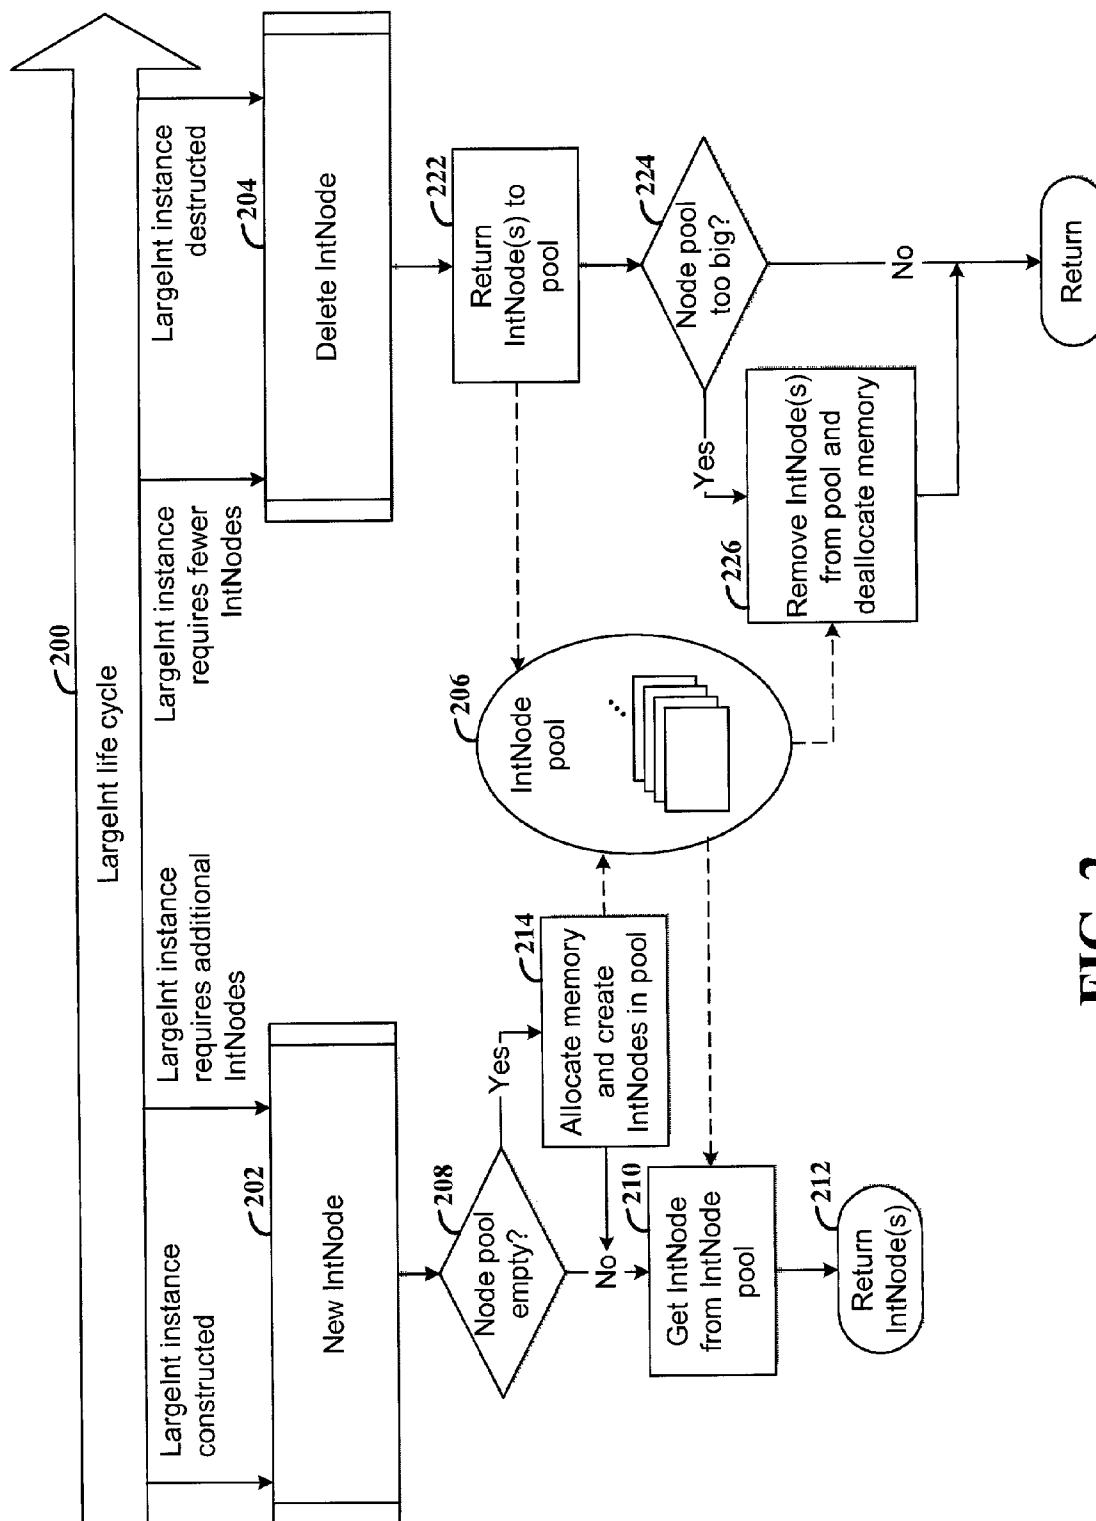 200
LargeInt life cycle
LargeInt instance
constructed
LargeInt instance
requires additional
IntNodes
LargeInt instance
requires fewer
IntNodes
LargeInt instance
destructed
202
New IntNode
204
Delete IntNode
208
Node pool
empty?
Yes
No
214
Allocate memory
and create
IntNodes in pool
210
Get IntNode
from IntNode
pool
212
Return
IntNode(s)
206
IntNode
pool
222
Return
IntNode(s) to
pool
224
Node pool
too big?
Yes
No
226
Remove IntNode(s)
from pool and
deallocate memory
Return